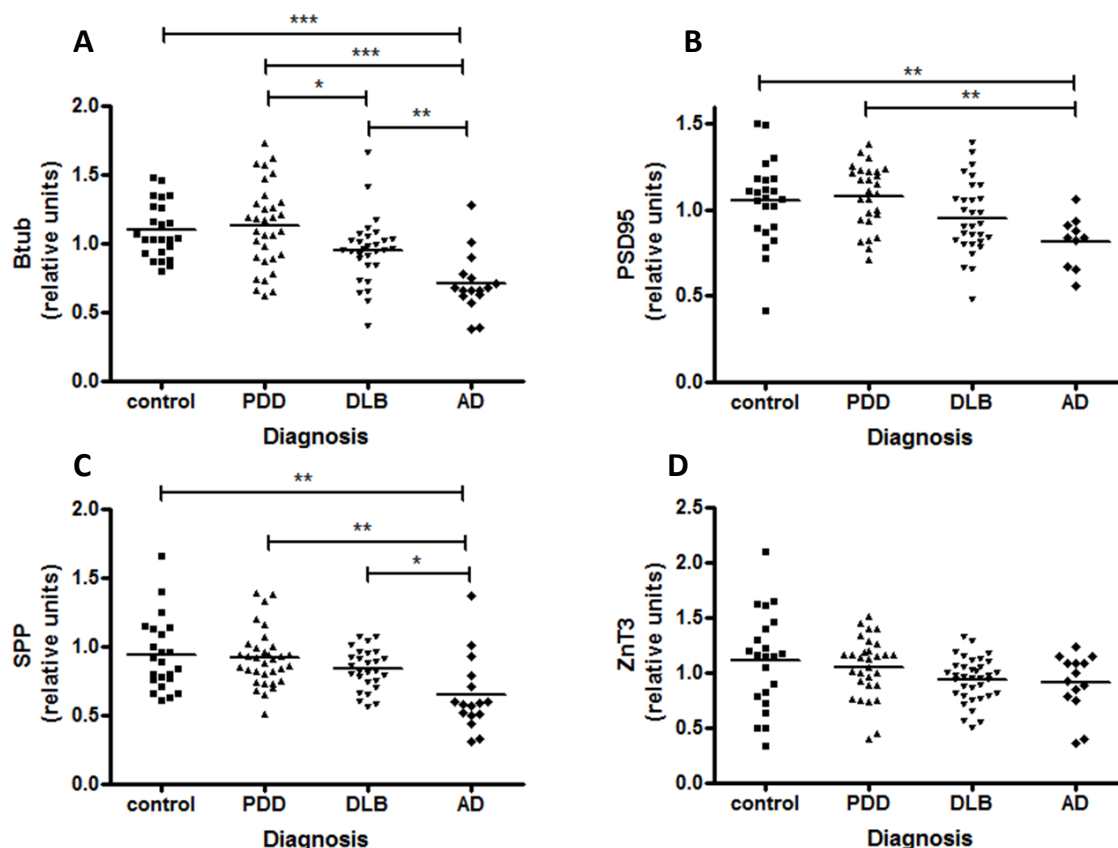 A
***
***
*
**
2.0
1.5
1.0
0.5
0.0
Btub
(relative units)
control PDD DLB AD
Diagnosis
B
**
**
1.5
1.0
0.5
0.0
PSD95
(relative units)
control PDD DLB AD
Diagnosis
C
**
**
*
2.0
1.5
1.0
0.5
0.0
SPP
(relative units)
control PDD DLB AD
Diagnosis
D
2.5
2.0
1.5
1.0
0.5
0.0
ZnT3
(relative units)
control PDD DLB AD
Diagnosis